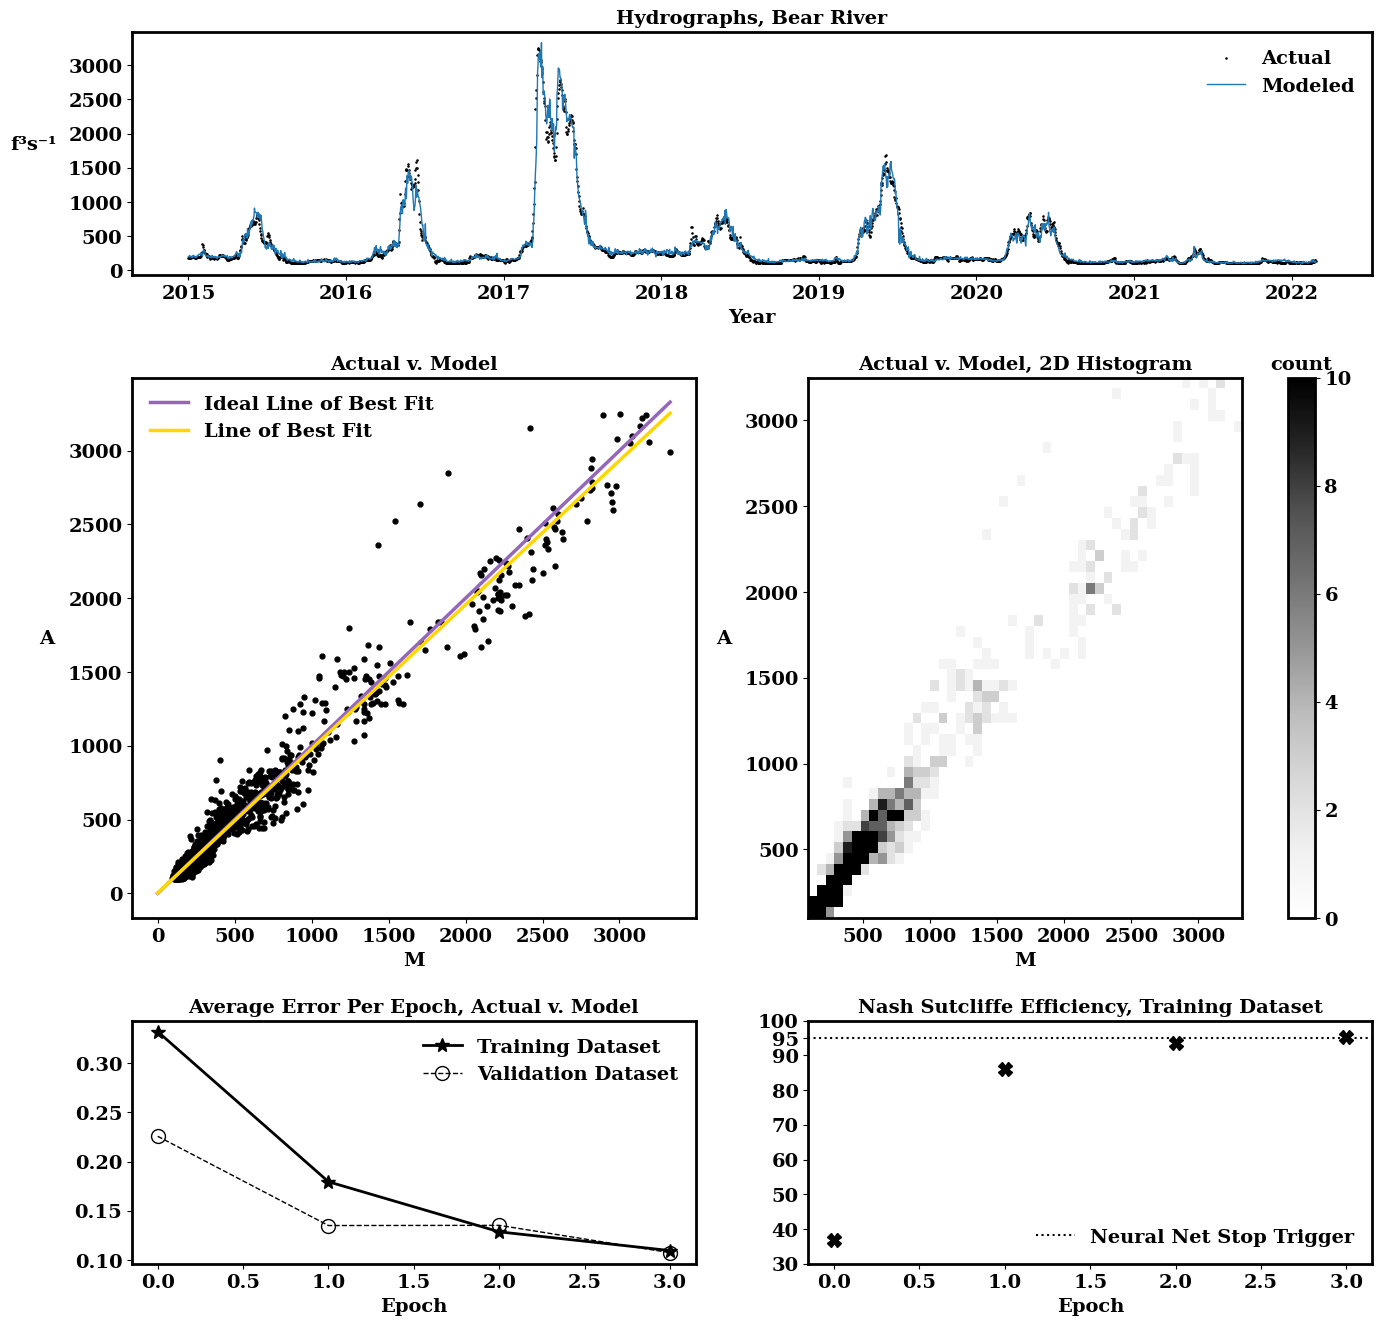 Hydrographs, Bear River
3000
2500
2000
1500
1000
500
0
f³s⁻¹
Actual
Modeled
2015 2016 2017 2018 2019 2020 2021 2022
Year
Actual v. Model
Ideal Line of Best Fit
Line of Best Fit
3000
2500
2000
1500
1000
500
0
A
0 500 1000 1500 2000 2500 3000
M
Actual v. Model, 2D Histogram
3000
2500
2000
1500
1000
500
A
500 1000 1500 2000 2500 3000
M
count
10
8
6
4
2
0
Average Error Per Epoch, Actual v. Model
Training Dataset
Validation Dataset
0.30
0.25
0.20
0.15
0.10
0.0 0.5 1.0 1.5 2.0 2.5 3.0
Epoch
Nash Sutcliffe Efficiency, Training Dataset
100
95
90
80
70
60
50
40
30
Neural Net Stop Trigger
0.0 0.5 1.0 1.5 2.0 2.5 3.0
Epoch